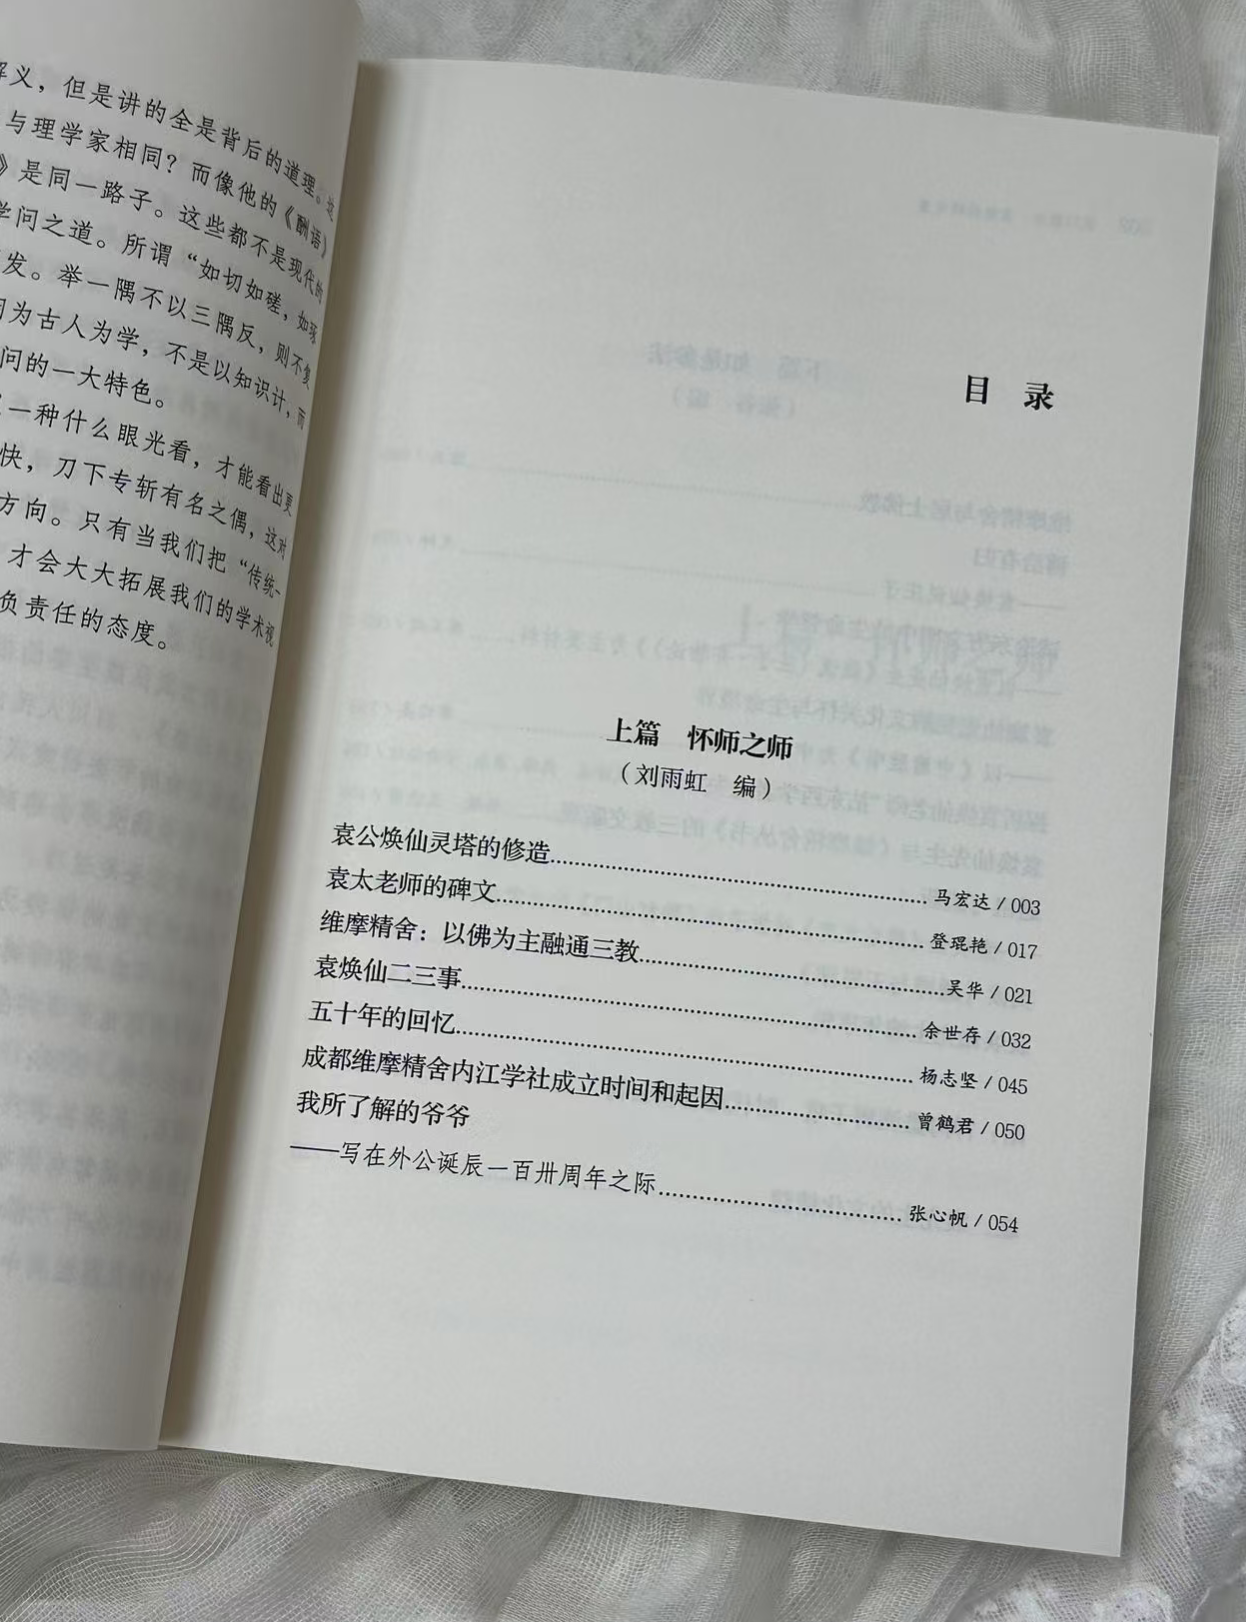 解义，但是讲的全是背后的道理。
与理学家相同？而像他的《酬语》
》是同一路子。这些都不是现代的
学问之道。所谓“如切如磋，如琢
发。举一隅不以三隅反，则不复
因为古人为学，不是以知识计，而
问的一大特色。
一种什么眼光看，才能看出更
快，刀下专斩有名之偶，这对
方向。只有当我们把“传统
才会大大拓展我们的学术视
负责任的态度。
目 录
上篇 怀师之师
（刘雨虹 编）
袁公焕仙灵塔的修造……马宏达 / 003
袁太老师的碑文……登琨艳 / 017
维摩精舍：以佛为主融通三教……吴华 / 021
袁焕仙二三事……余世存 / 032
五十年的回忆……杨志坚 / 045
成都维摩精舍内江学社成立时间和起因……曾鹤君 / 050
我所了解的爷爷
——写在外公诞辰一百卅周年之际……张心帆 / 054